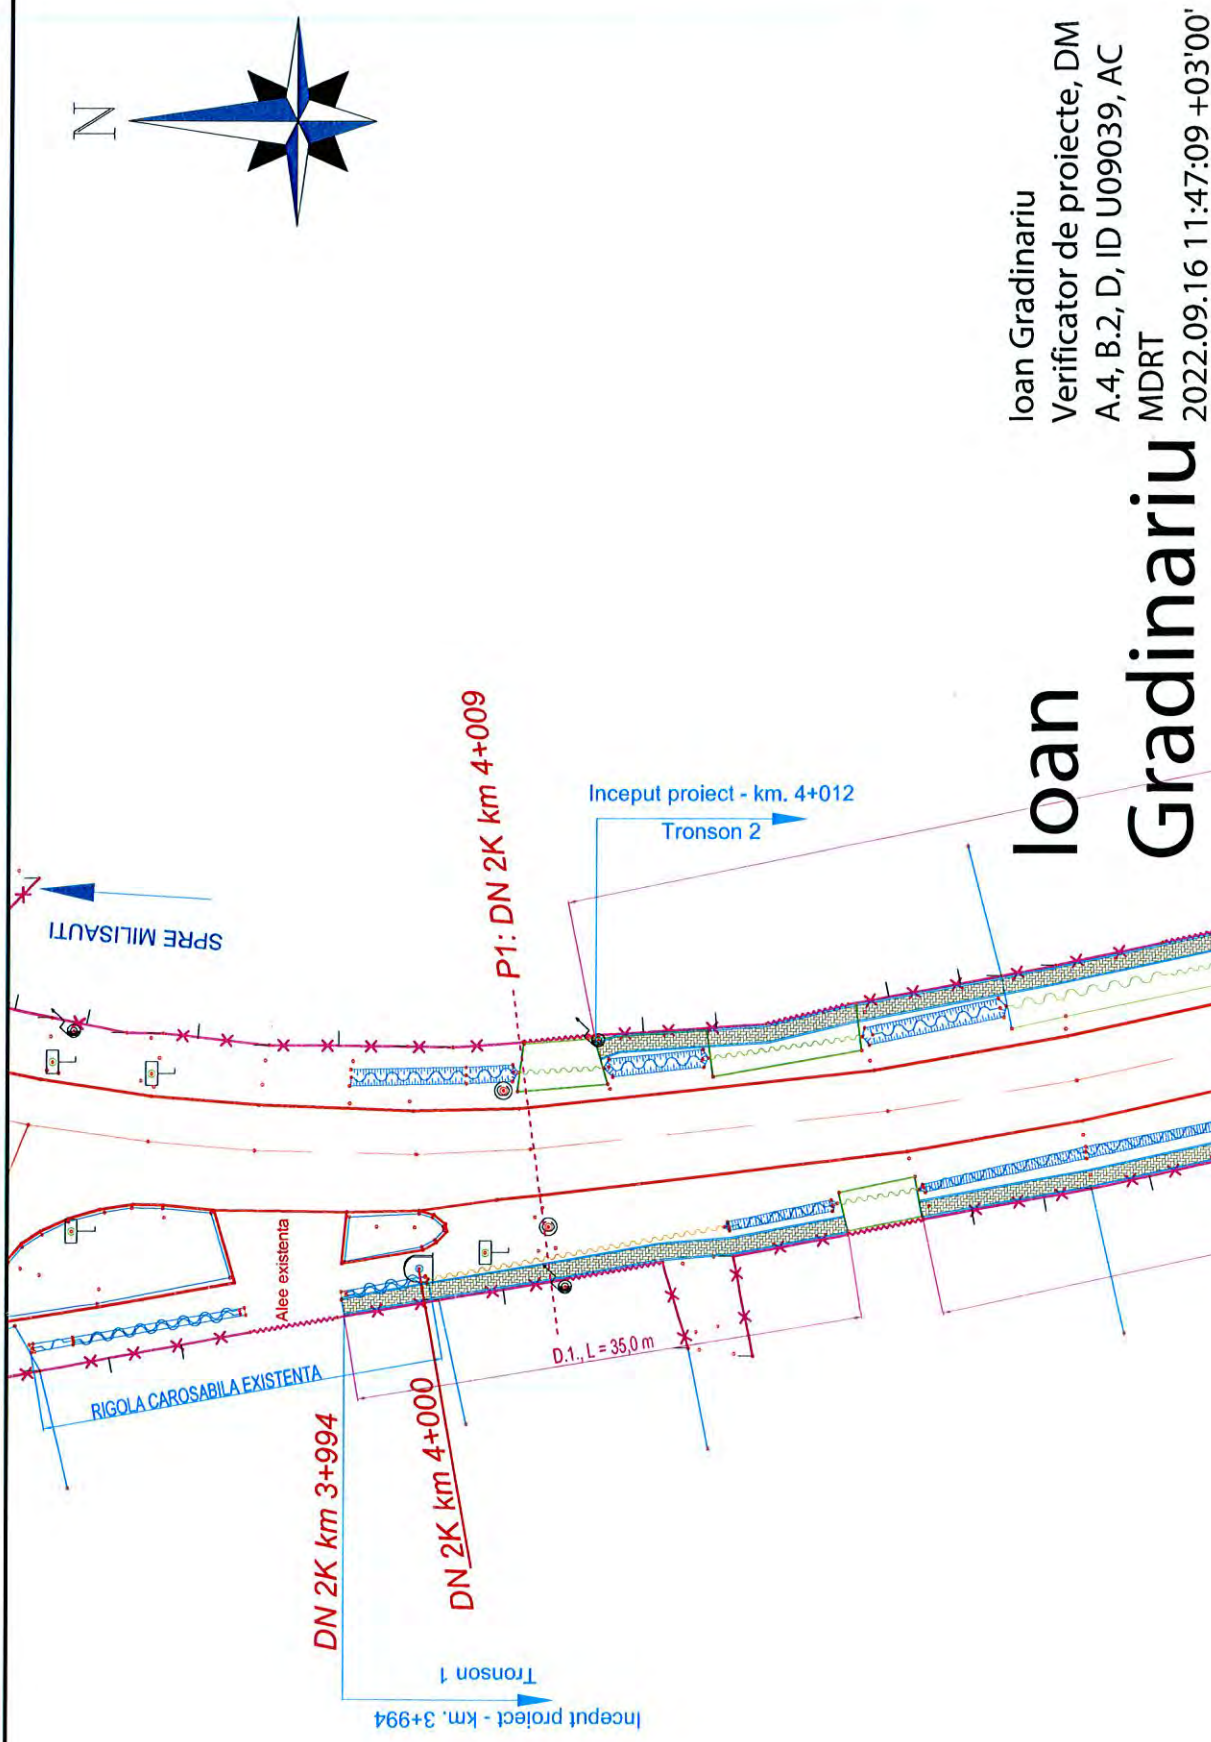 N
Ioan Gradinariu
Verificator de proiecte, DM
A.4, B.2, D, ID U09039, AC
MDRT
2022.09.16 11:47:09 +03'00'
Ioan
Gradinariu
SPRE MILISAUTI
P1: DN 2K km 4+009
Inceput proiect - km. 4+012
Tronson 2
Alee existenta
RIGOLA CAROSABILA EXISTENTA
D.1., L = 35,0 m
DN 2K km 3+994
DN 2K km 4+000
Inceput proiect - km. 3+994
Tronson 1